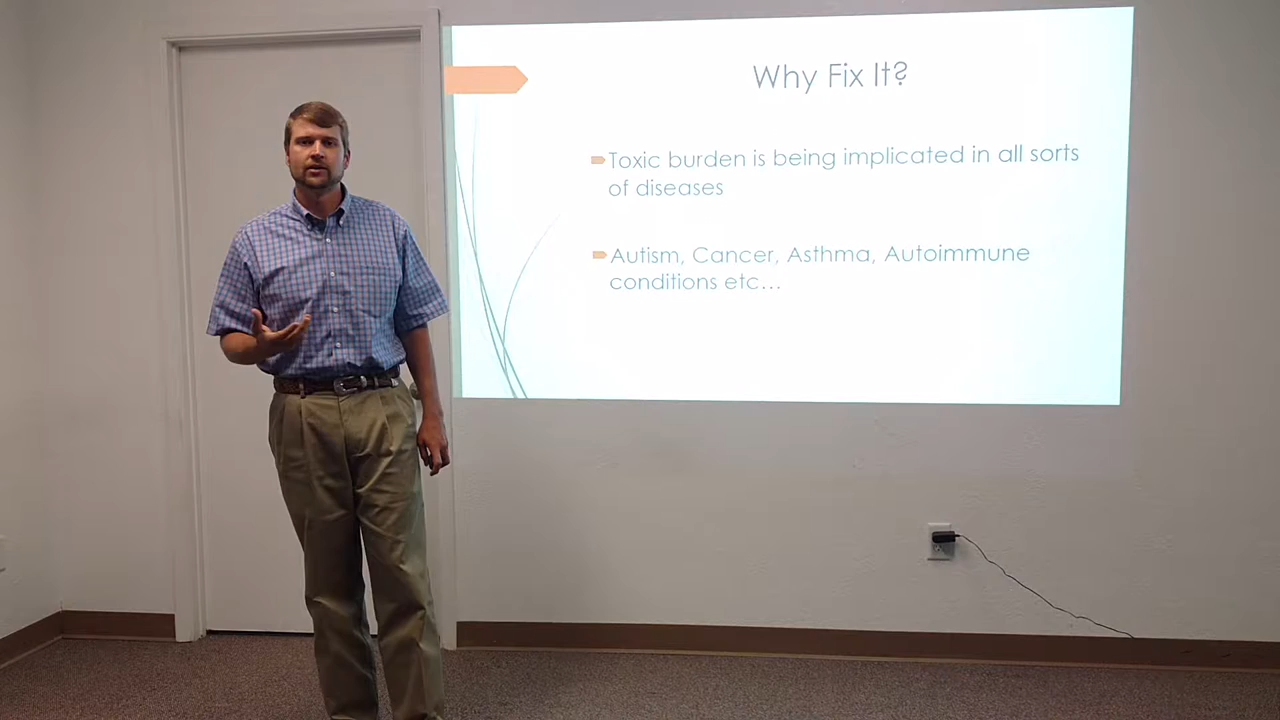 Why Fix It?
Toxic burden is being implicated in all sorts
of diseases
Autism, Cancer, Asthma, Autoimmune
conditions etc...